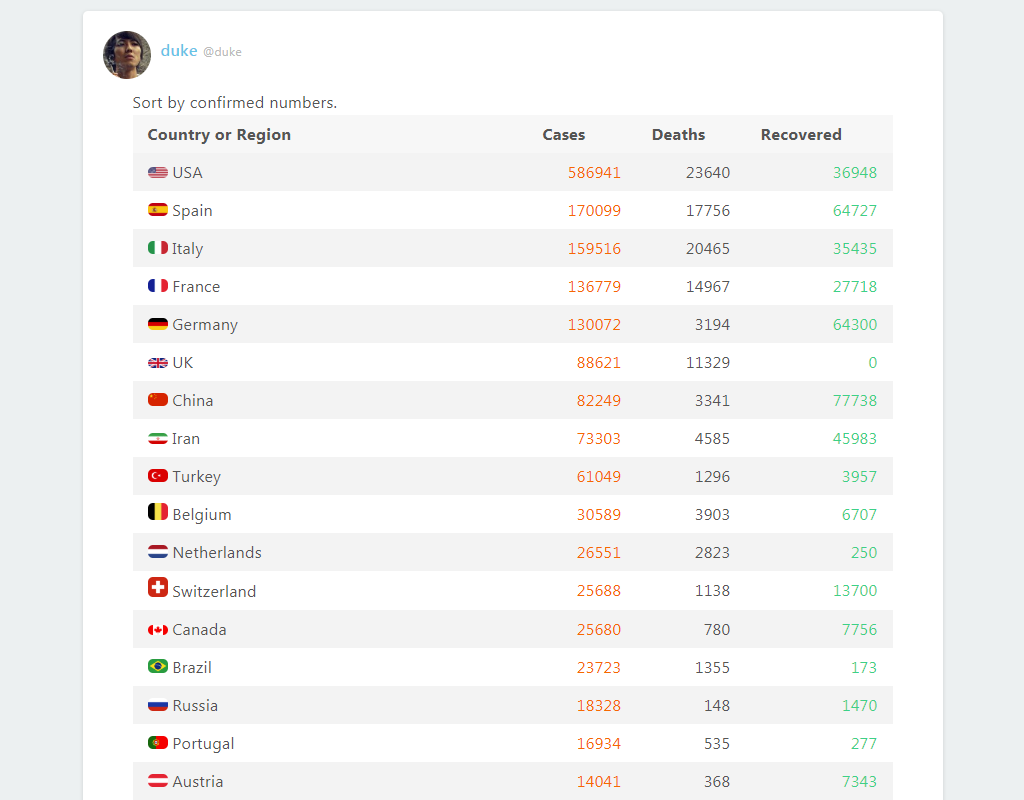 duke @duke
Sort by confirmed numbers.
Country or Region Cases Deaths Recovered
USA 586941 23640 36948
Spain 170099 17756 64727
Italy 159516 20465 35435
France 136779 14967 27718
Germany 130072 3194 64300
UK 88621 11329 0
China 82249 3341 77738
Iran 73303 4585 45983
Turkey 61049 1296 3957
Belgium 30589 3903 6707
Netherlands 26551 2823 250
Switzerland 25688 1138 13700
Canada 25680 780 7756
Brazil 23723 1355 173
Russia 18328 148 1470
Portugal 16934 535 277
Austria 14041 368 7343